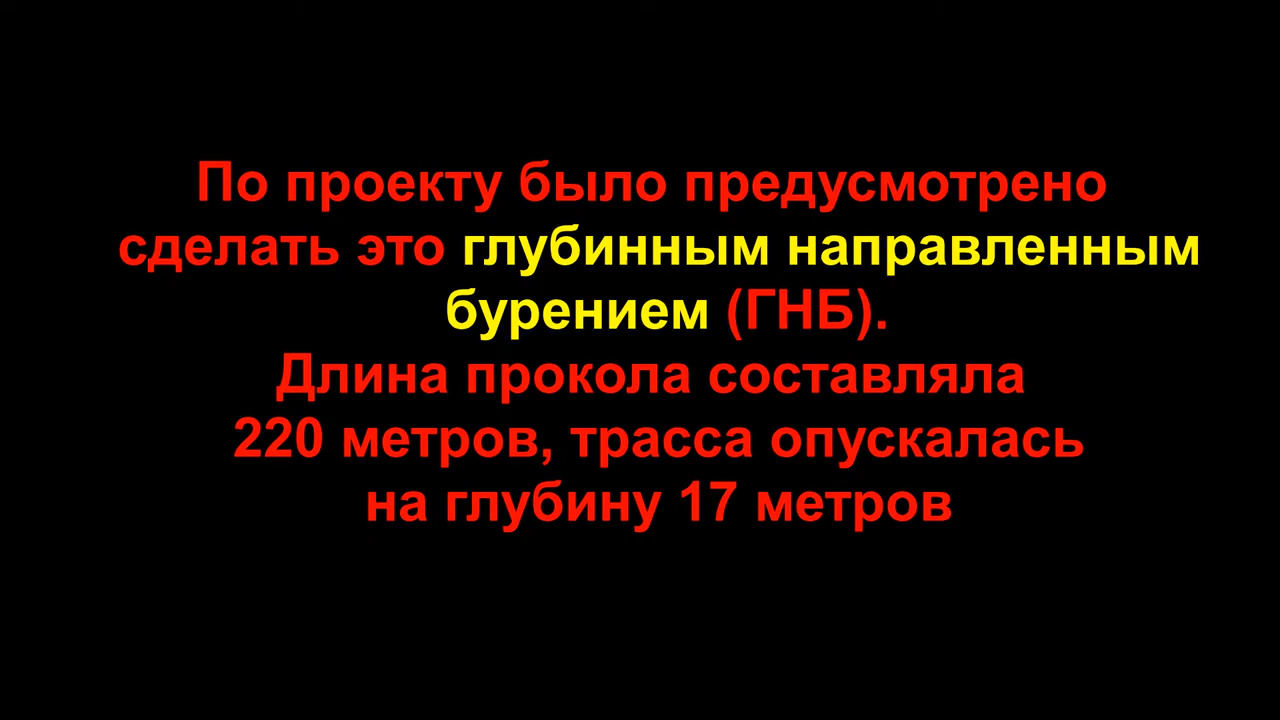 По проекту было предусмотрено
сделать это глубинным направленным
бурением (ГНБ).
Длина прокола составляла
220 метров, трасса опускалась
на глубину 17 метров